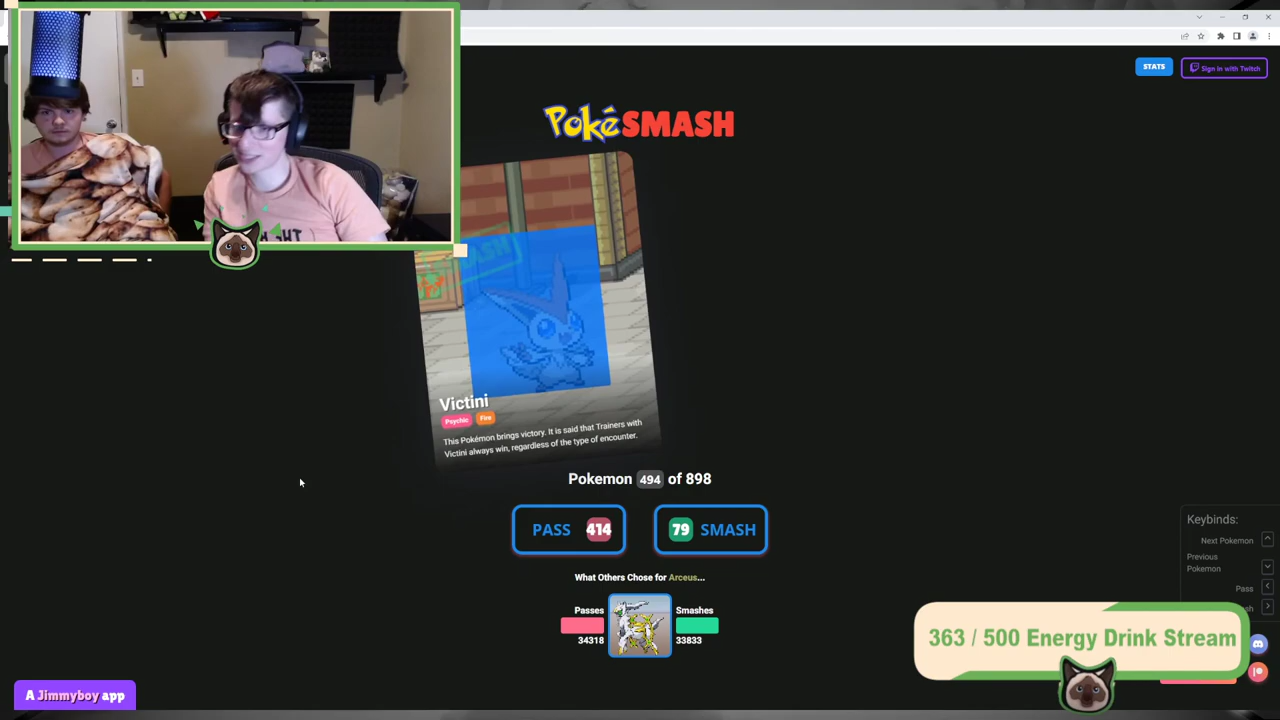 STATS
Sign in with Twitch
PokéSMASH
SMASH
Victini
Psychic Fire
This Pokémon brings victory. It is said that Trainers with
Victini always win, regardless of the type of encounter.
Pokemon 494 of 898
PASS 414
79 SMASH
What Others Chose for Arceus...
Passes
34318
Smashes
33833
Keybinds:
Next Pokemon
Previous
Pokemon
Pass
363 / 500 Energy Drink Stream
A Jimmyboy app